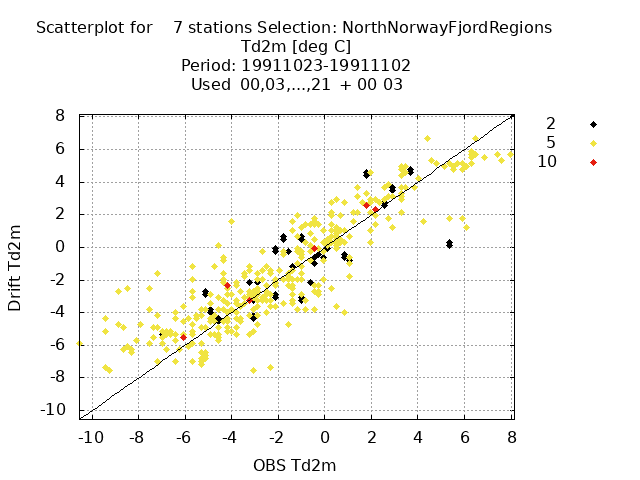 Scatterplot for    7 stations Selection: NorthNorwayFjordRegions
Td2m [deg C]
Period: 19911023-19911102
Used  00,03,...,21  + 00 03
2
5
10
8
6
4
2
0
-2
-4
-6
-8
-10
Drift Td2m
-10 -8 -6 -4 -2 0 2 4 6 8
OBS Td2m